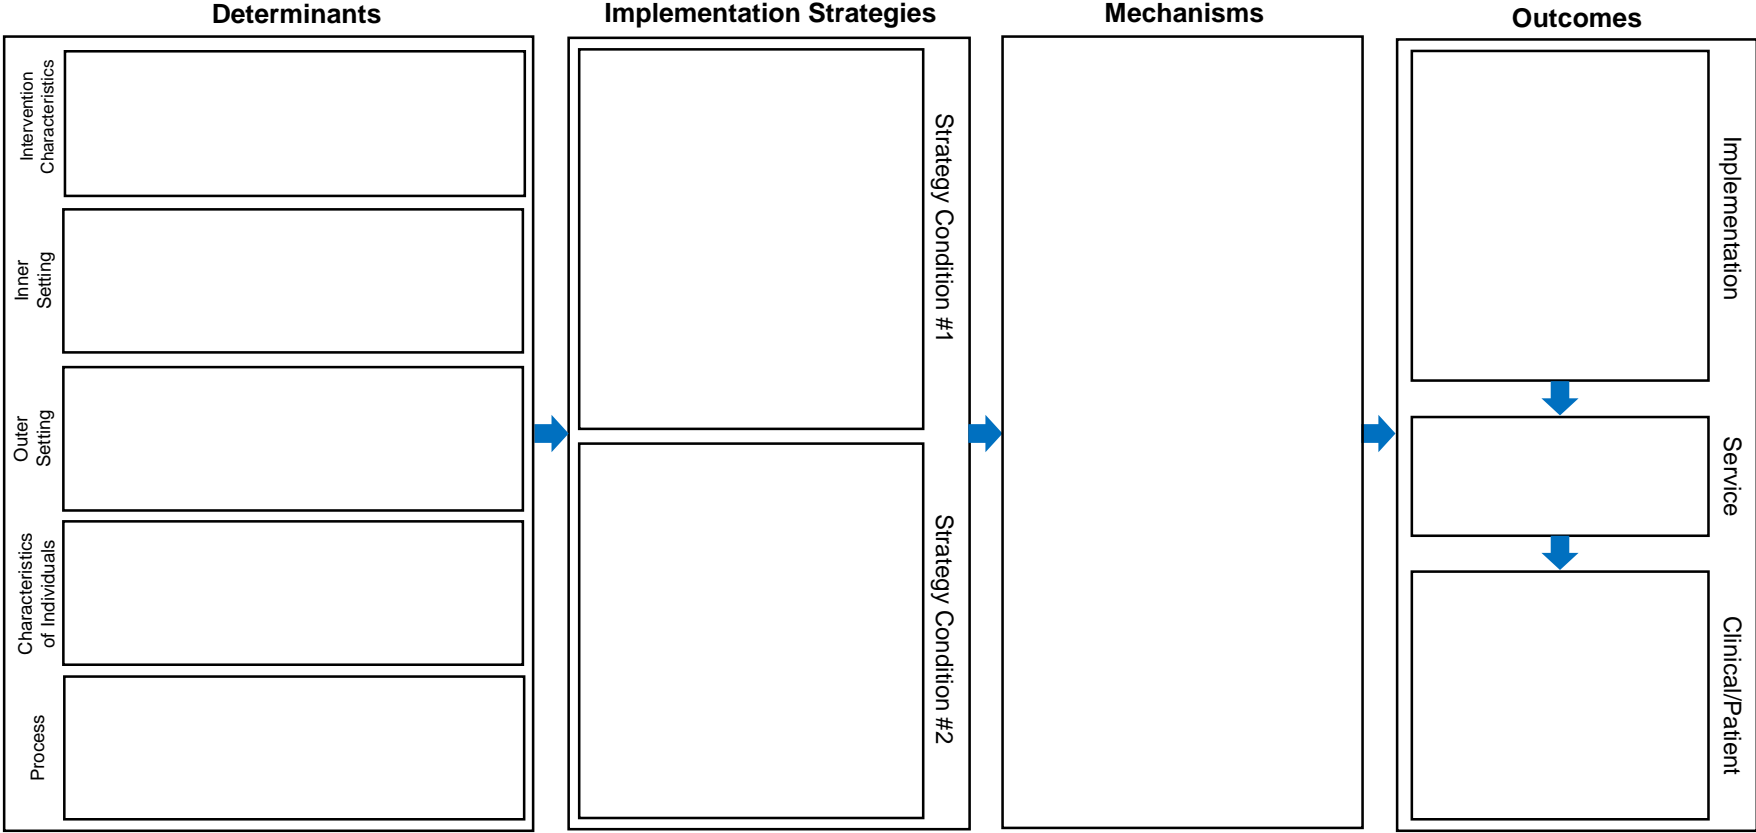 Determinants
Implementation Strategies
Mechanisms
Outcomes
Intervention
Characteristics
Inner
Setting
Outer
Setting
Characteristics
of Individuals
Process
Strategy Condition #1
Strategy Condition #2
Implementation
Service
Clinical/Patient